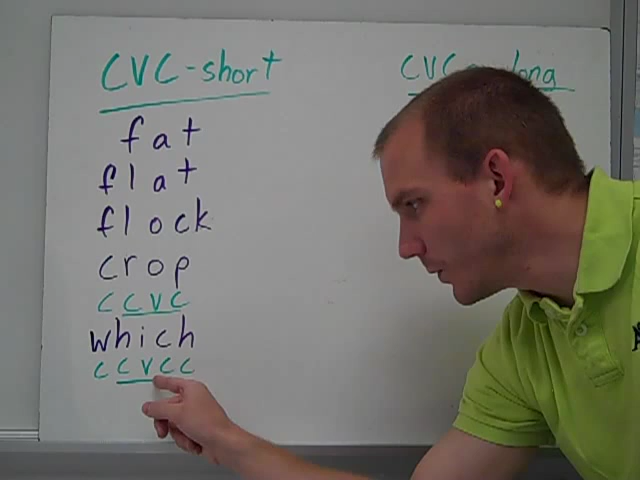 CVC-short
fat
flat
flock
crop
CCVC
which
CCVCC
CVC long